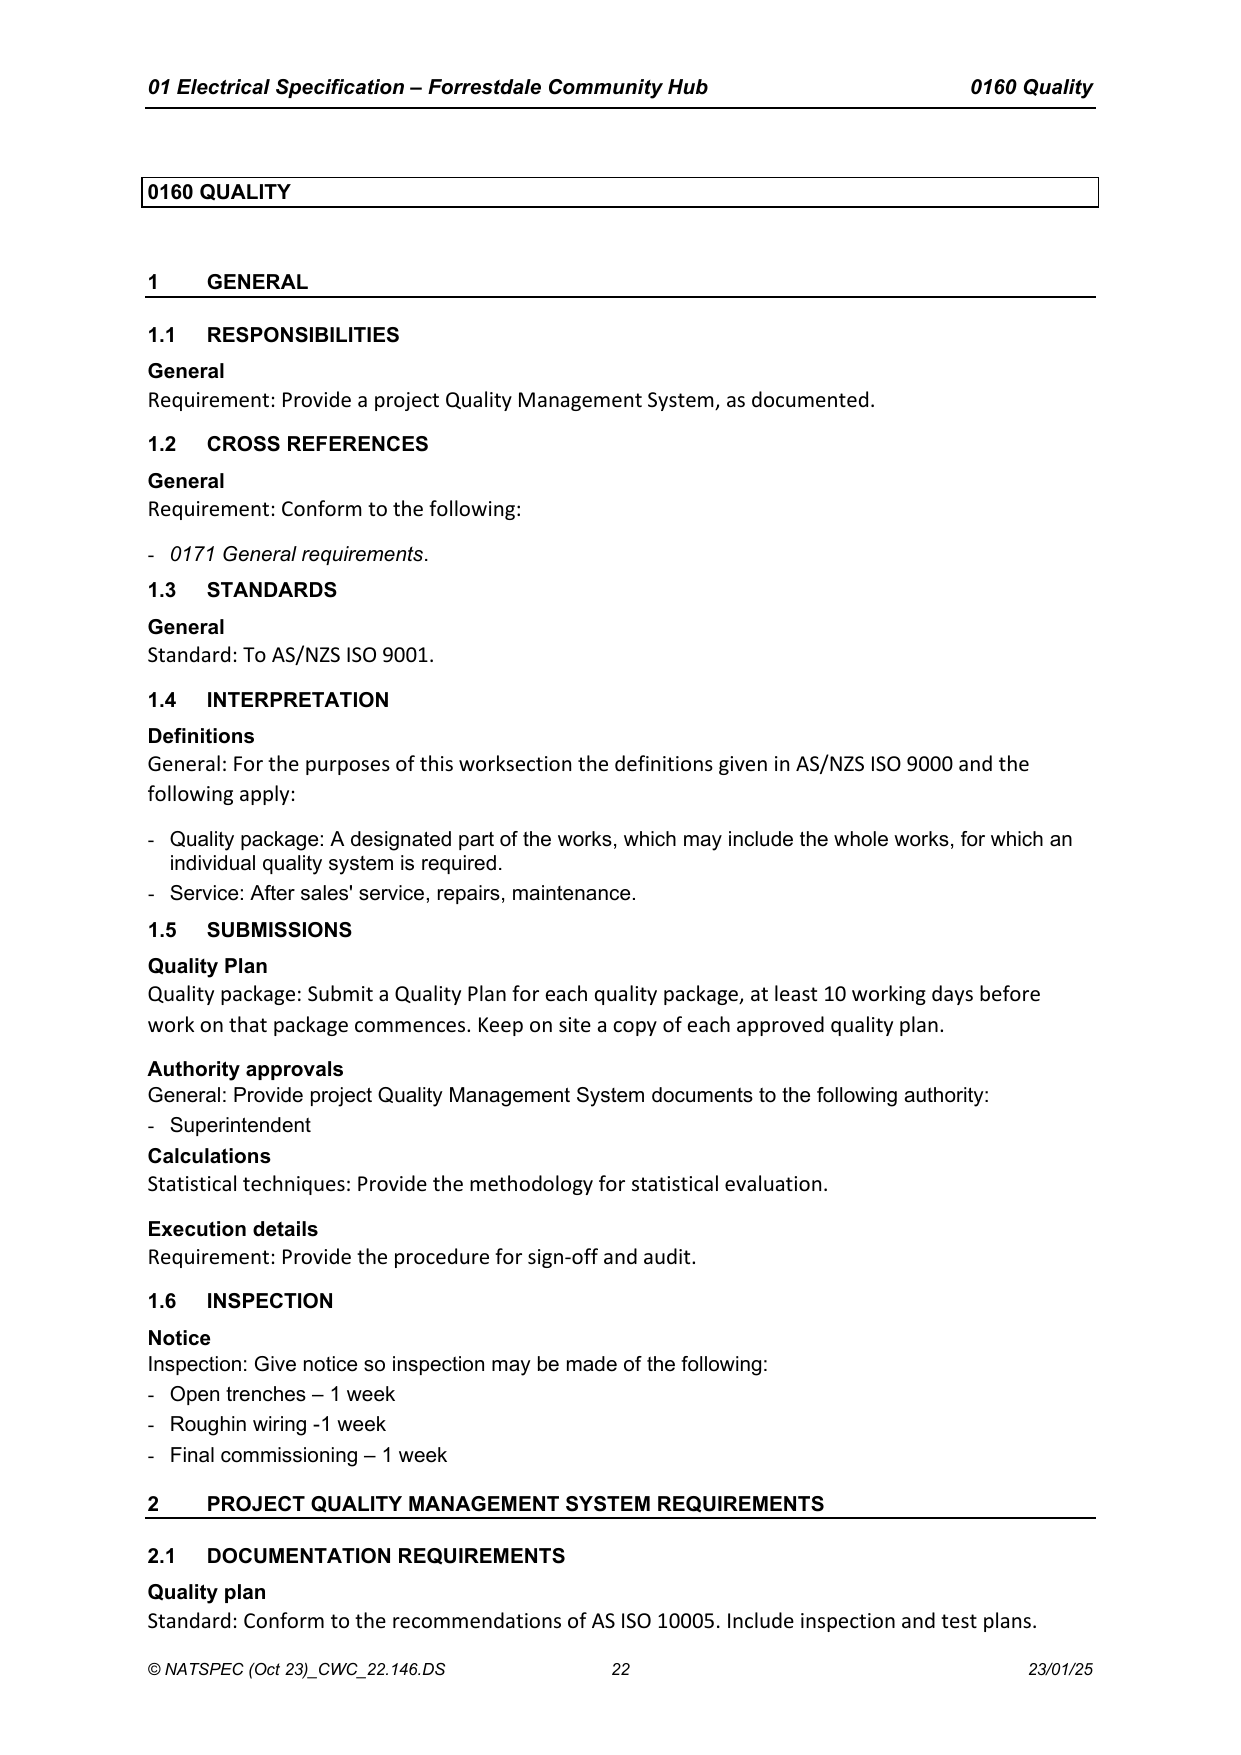 01 Electrical Specification – Forrestdale Community Hub 0160 Quality
0160 QUALITY
1 GENERAL
1.1 RESPONSIBILITIES
General
Requirement: Provide a project Quality Management System, as documented.
1.2 CROSS REFERENCES
General
Requirement: Conform to the following:
- 0171 General requirements.
1.3 STANDARDS
General
Standard: To AS/NZS ISO 9001.
1.4 INTERPRETATION
Definitions
General: For the purposes of this worksection the definitions given in AS/NZS ISO 9000 and the
following apply:
- Quality package: A designated part of the works, which may include the whole works, for which an
individual quality system is required.
- Service: After sales' service, repairs, maintenance.
1.5 SUBMISSIONS
Quality Plan
Quality package: Submit a Quality Plan for each quality package, at least 10 working days before
work on that package commences. Keep on site a copy of each approved quality plan.
Authority approvals
General: Provide project Quality Management System documents to the following authority:
- Superintendent
Calculations
Statistical techniques: Provide the methodology for statistical evaluation.
Execution details
Requirement: Provide the procedure for sign-off and audit.
1.6 INSPECTION
Notice
Inspection: Give notice so inspection may be made of the following:
- Open trenches – 1 week
- Roughin wiring -1 week
- Final commissioning – 1 week
2 PROJECT QUALITY MANAGEMENT SYSTEM REQUIREMENTS
2.1 DOCUMENTATION REQUIREMENTS
Quality plan
Standard: Conform to the recommendations of AS ISO 10005. Include inspection and test plans.
© NATSPEC (Oct 23)_CWC_22.146.DS 22 23/01/25